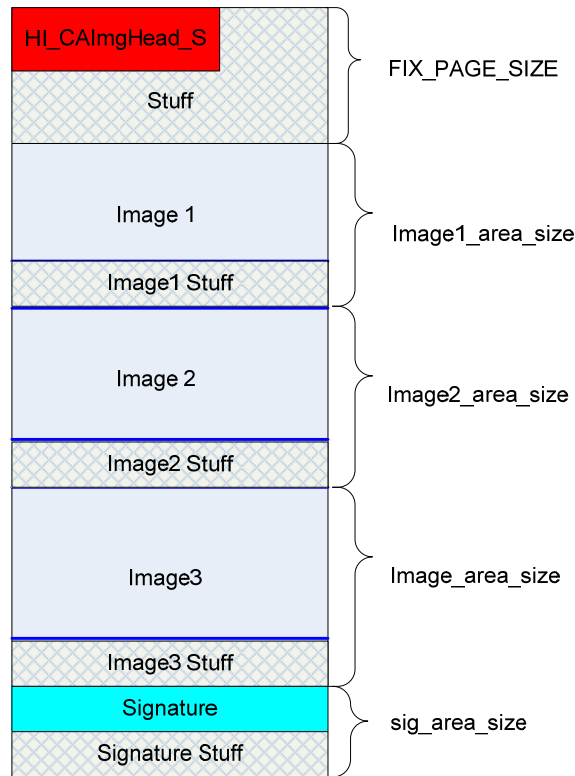 HI_CAImgHead_S
FIX_PAGE_SIZE
Stuff
Image 1
Image1_area_size
Image1 Stuff
Image 2
Image2_area_size
Image2 Stuff
Image3
Image_area_size
Image3 Stuff
Signature
sig_area_size
Signature Stuff